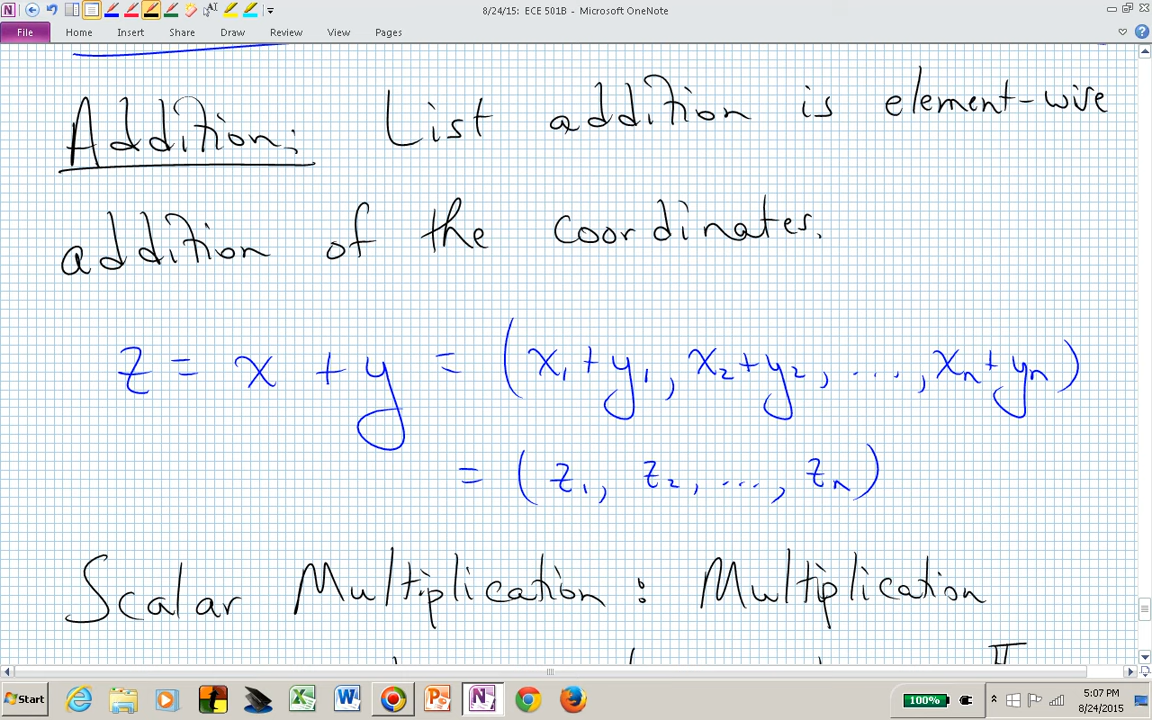 8/24/15: ECE 501B - Microsoft OneNote
File Home Insert Share Draw Review View Pages
Addition: List addition is element-wise
addition of the coordinates.
z = x + y = (x₁+y₁, x₂+y₂, ..., xₙ+yₙ)
= (z₁, z₂, ..., zₙ)
Scalar Multiplication: Multiplication
Start
100%
5:07 PM
8/24/2015